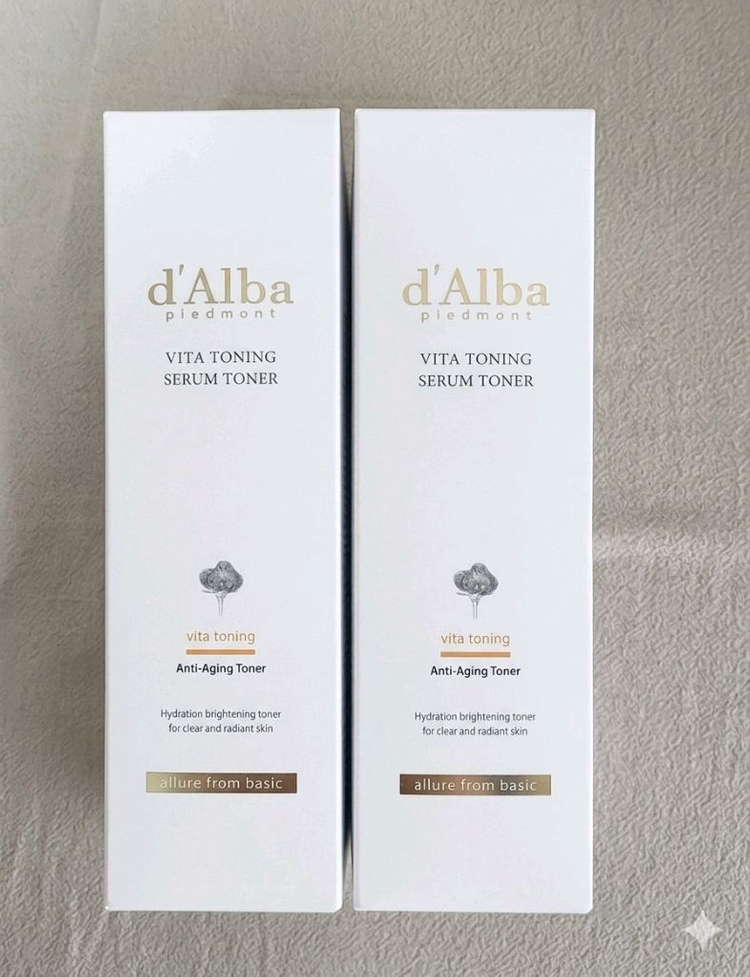 d'Alba
piedmont
VITA TONING
SERUM TONER
vita toning
Anti-Aging Toner
Hydration brightening toner
for clear and radiant skin
allure from basic
d'Alba
piedmont
VITA TONING
SERUM TONER
vita toning
Anti-Aging Toner
Hydration brightening toner
for clear and radiant skin
allure from basic